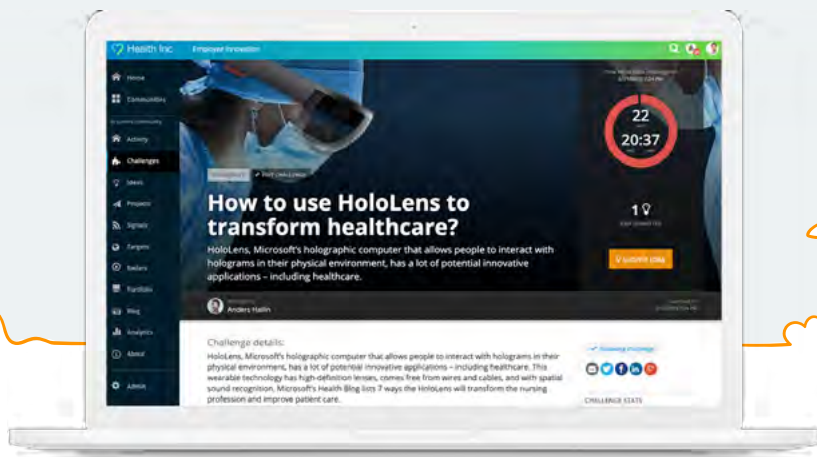 Health Inc
Employee Innovation
Home
Communities
Activity
Challenges
Ideas
Projects
Signals
Targets
Radars
Portfolio
Blog
Analytics
About
Admin
EDIT CHALLENGE
How to use HoloLens to
transform healthcare?
HoloLens, Microsoft's holographic computer that allows people to interact with
holograms in their physical environment, has a lot of potential innovative
applications – including healthcare.
Anders Hallin
22
20:37
1
SUBMIT IDEA
Challenge details:
HoloLens, Microsoft's holographic computer that allows people to interact with holograms in their
physical environment, has a lot of potential innovative applications – including healthcare. This
wearable technology has high-definition lenses, comes free from wires and cables, and with spatial
sound recognition. Microsoft's Health Blog lists 7 ways the HoloLens will transform the nursing
profession and improve patient care.
CHALLENGE STATS